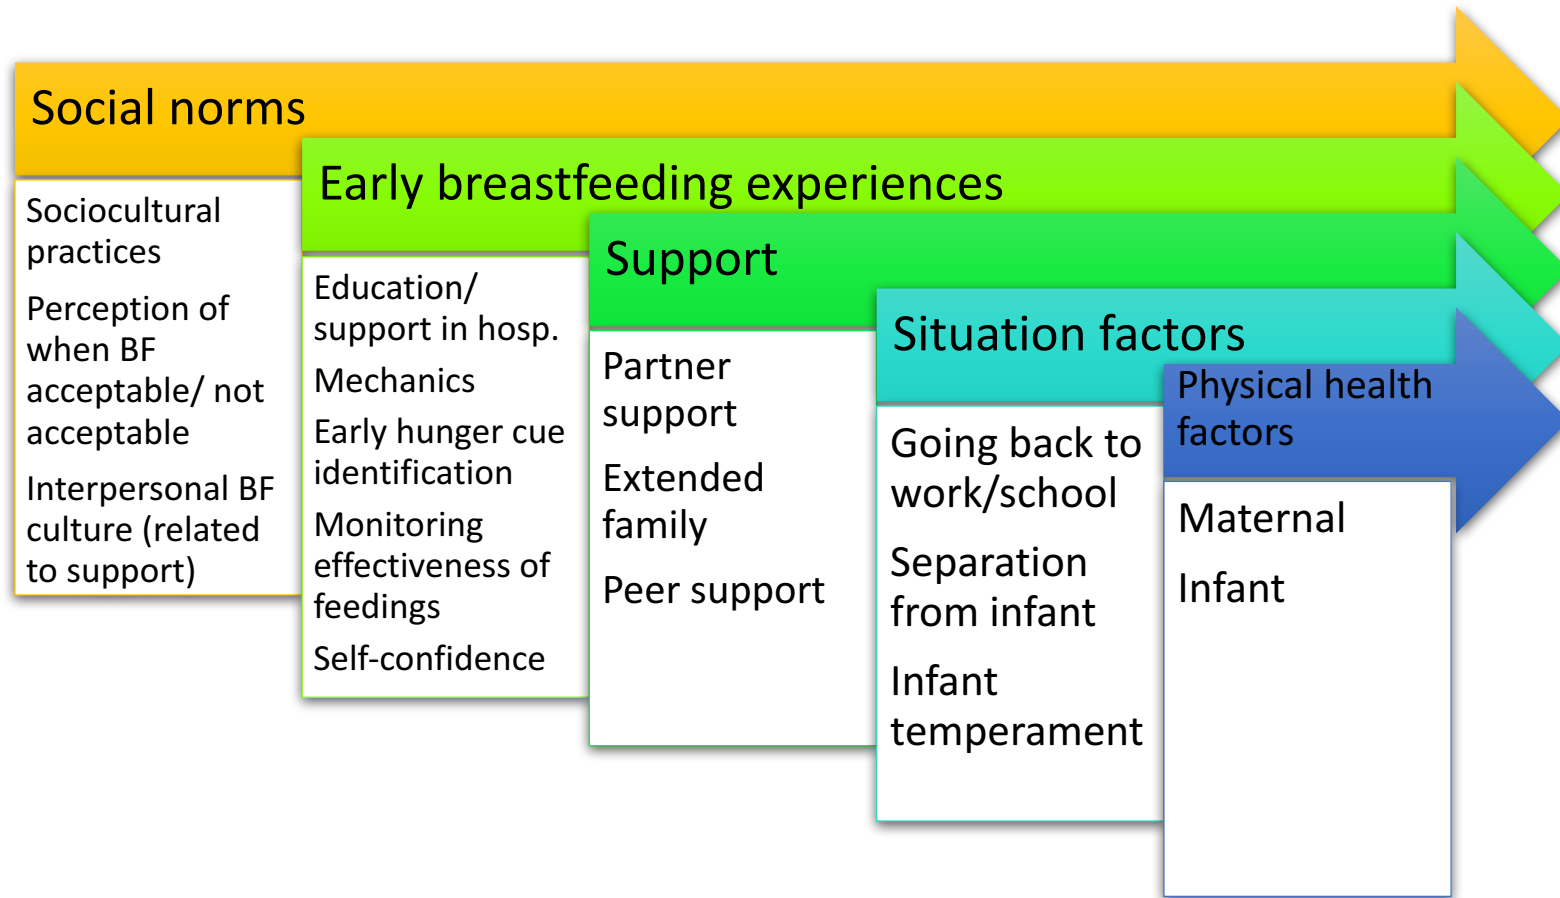 Social norms
Sociocultural
practices
Perception of
when BF
acceptable/ not
acceptable
Interpersonal BF
culture (related
to support)
Early breastfeeding experiences
Education/
support in hosp.
Mechanics
Early hunger cue
identification
Monitoring
effectiveness of
feedings
Self-confidence
Support
Partner
support
Extended
family
Peer support
Situation factors
Going back to
work/school
Separation
from infant
Infant
temperament
Physical health
factors
Maternal
Infant